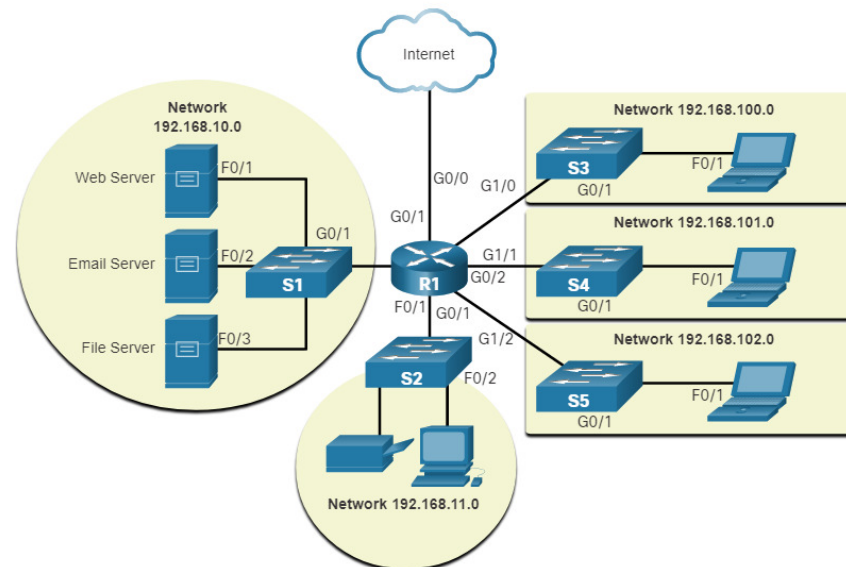 Internet
Network
192.168.10.0
Web Server
F0/1
Email Server
F0/2
File Server
F0/3
G0/1
S1
G0/0
G0/1
G1/0
R1
G1/1
G0/2
F0/1
G0/1
G1/2
S2
F0/2
Network 192.168.11.0
Network 192.168.100.0
S3
F0/1
G0/1
Network 192.168.101.0
S4
F0/1
G0/1
Network 192.168.102.0
S5
F0/1
G0/1